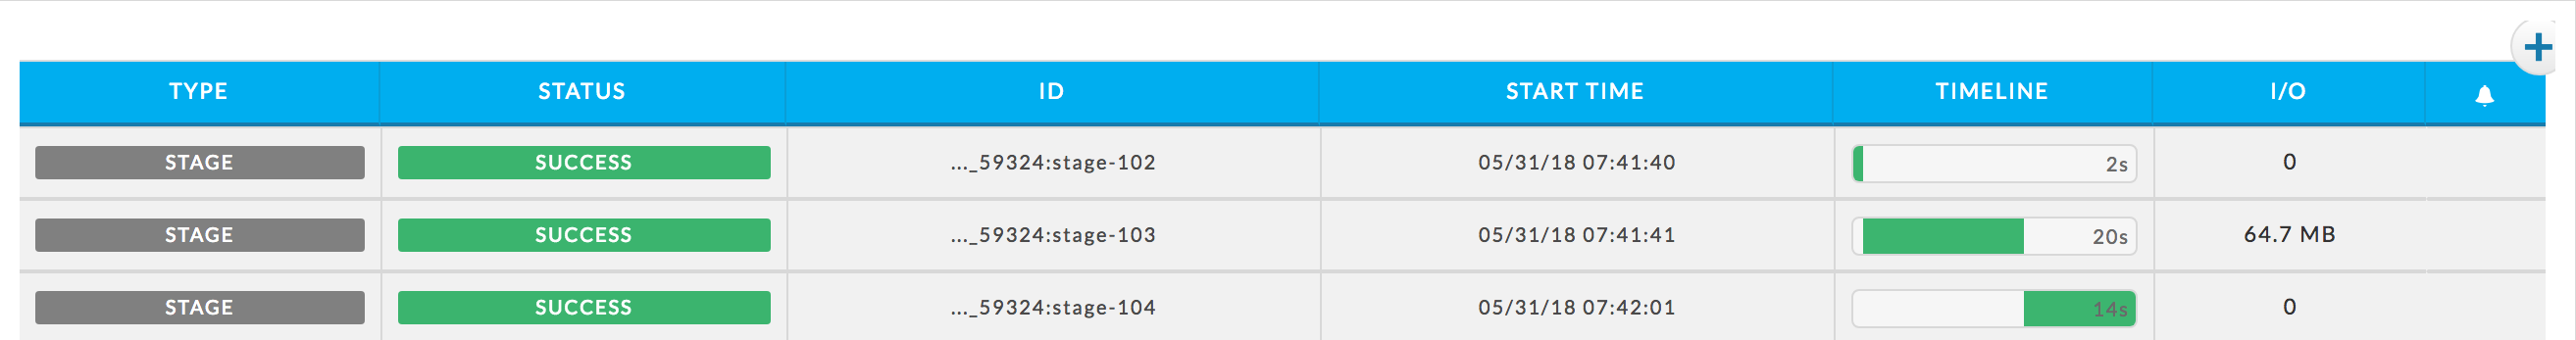 TYPE STATUS ID START TIME TIMELINE I/O
STAGE SUCCESS ..._59324:stage-102 05/31/18 07:41:40 2s 0
STAGE SUCCESS ..._59324:stage-103 05/31/18 07:41:41 20s 64.7 MB
STAGE SUCCESS ..._59324:stage-104 05/31/18 07:42:01 14s 0